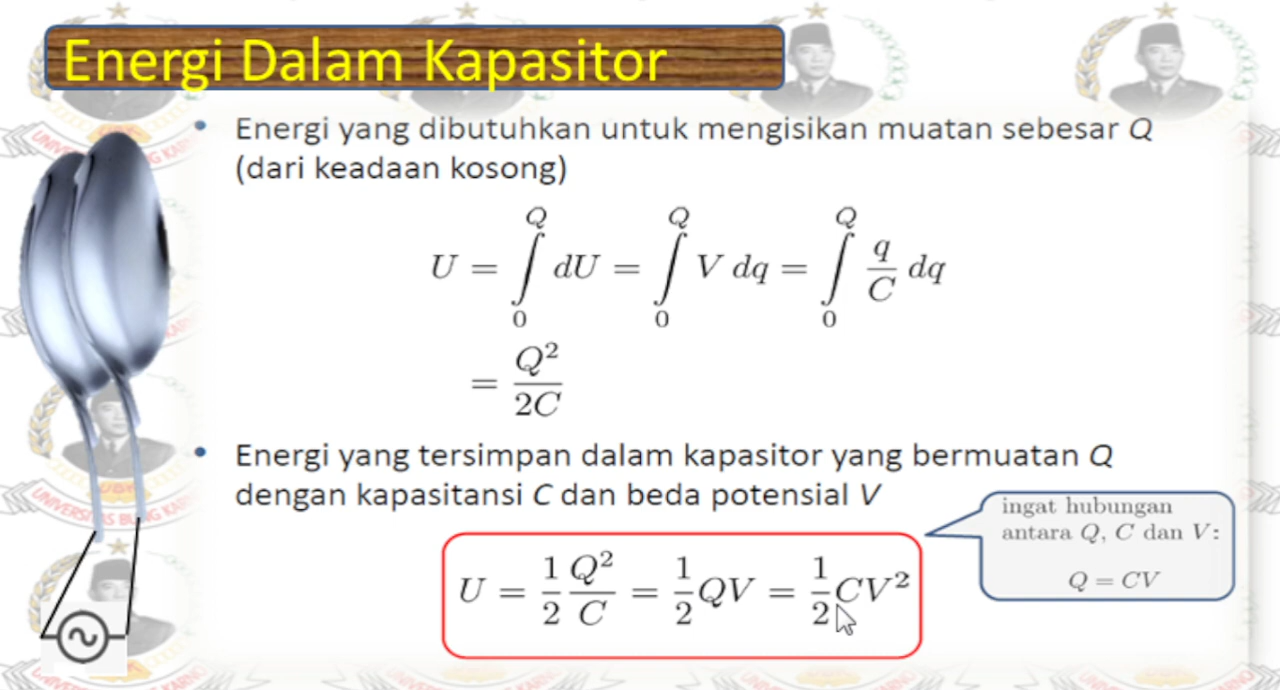 Energi Dalam Kapasitor
• Energi yang dibutuhkan untuk mengisikan muatan sebesar Q
(dari keadaan kosong)
U = ∫₀^Q dU = ∫₀^Q V dq = ∫₀^Q q/C dq
= Q²/2C
• Energi yang tersimpan dalam kapasitor yang bermuatan Q
dengan kapasitansi C dan beda potensial V
ingat hubungan
antara Q, C dan V:
Q = CV
U = 1/2 Q²/C = 1/2 QV = 1/2 CV²